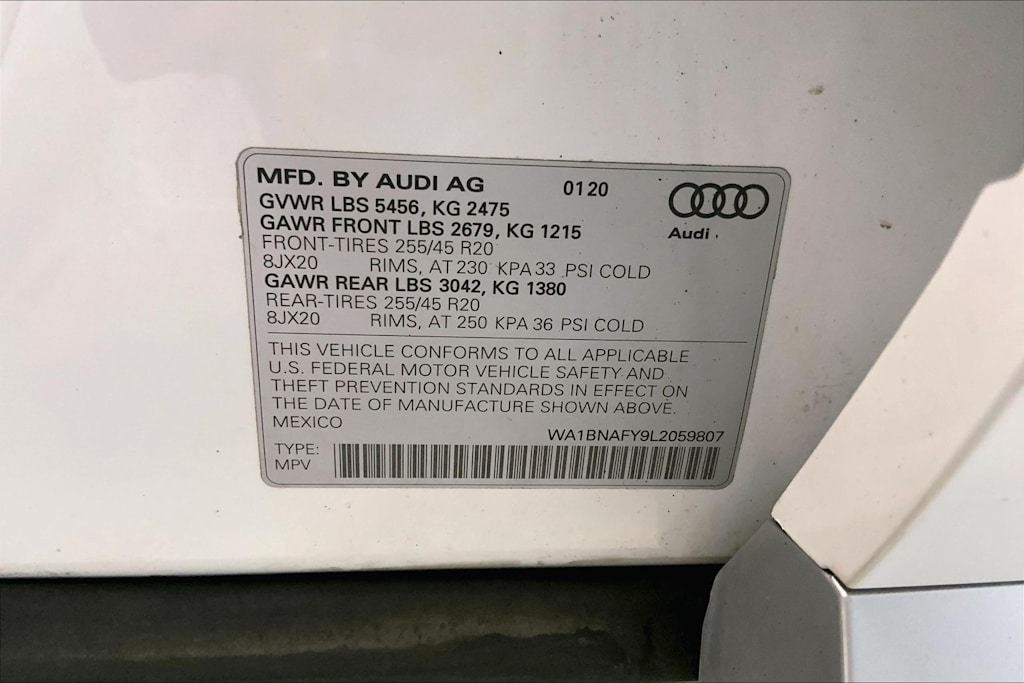 MFD. BY AUDI AG 0120
GVWR LBS 5456, KG 2475
GAWR FRONT LBS 2679, KG 1215
Audi
FRONT-TIRES 255/45 R20
8JX20 RIMS, AT 230 KPA 33 PSI COLD
GAWR REAR LBS 3042, KG 1380
REAR-TIRES 255/45 R20
8JX20 RIMS, AT 250 KPA 36 PSI COLD
THIS VEHICLE CONFORMS TO ALL APPLICABLE
U.S. FEDERAL MOTOR VEHICLE SAFETY AND
THEFT PREVENTION STANDARDS IN EFFECT ON
THE DATE OF MANUFACTURE SHOWN ABOVE.
MEXICO
WA1BNAFY9L2059807
TYPE:
MPV